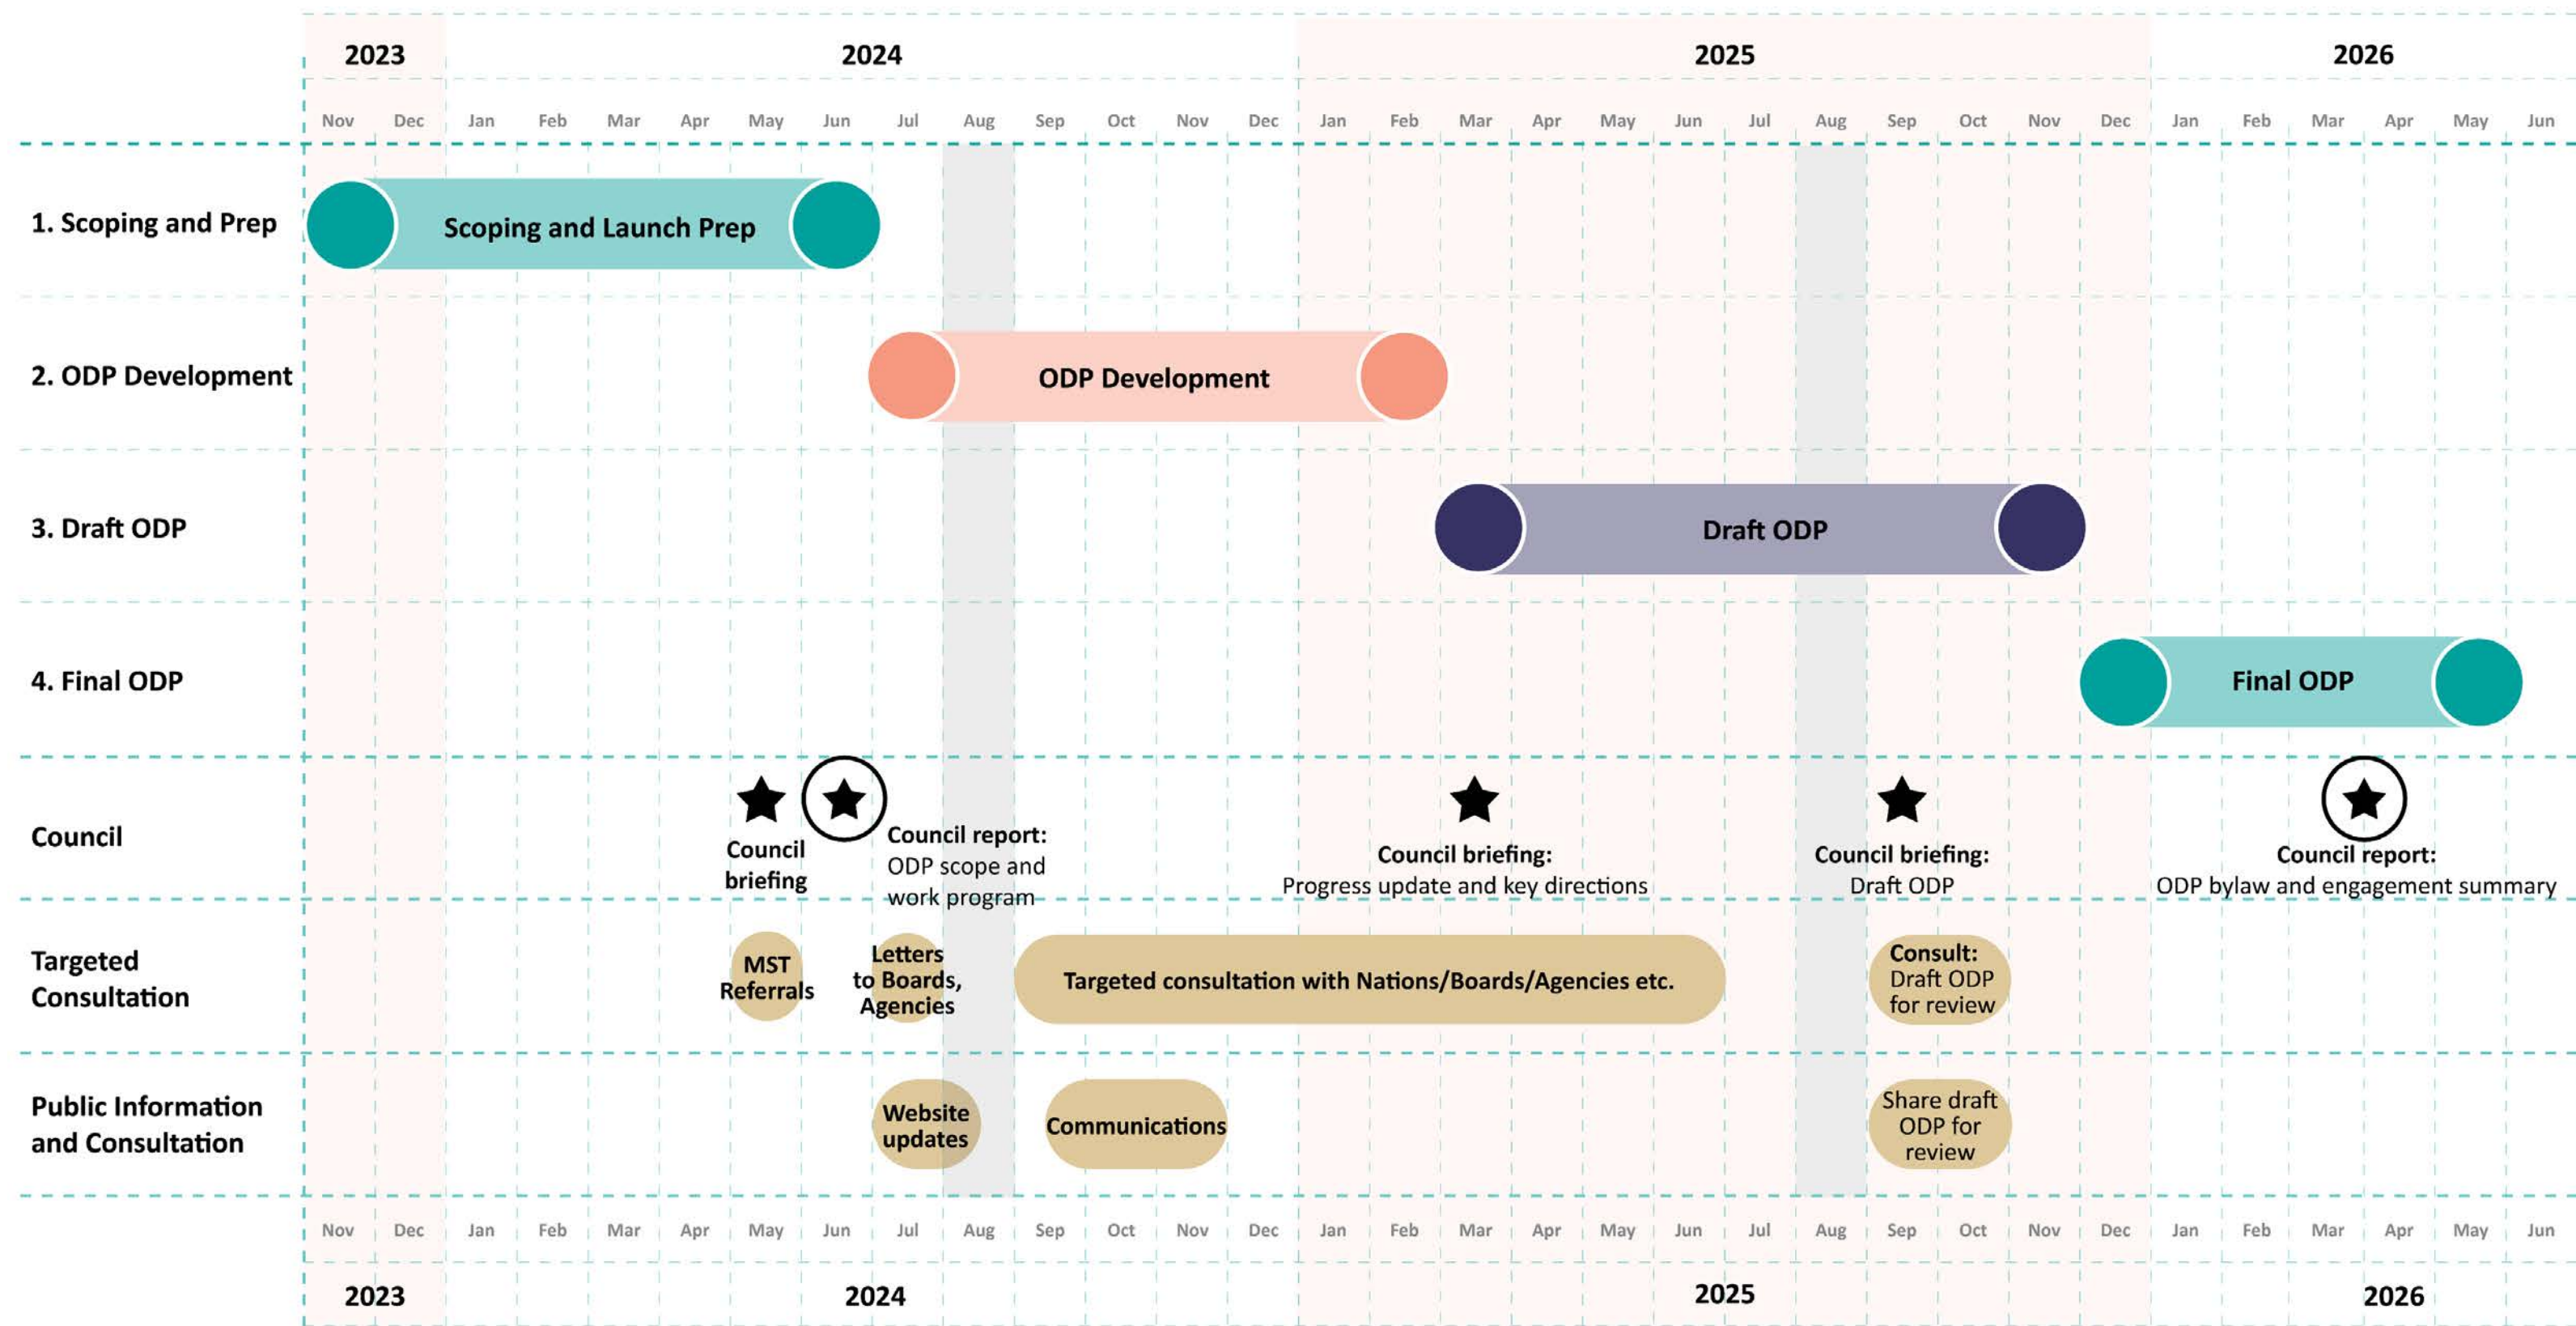 2023 2024 2025 2026
Nov Dec Jan Feb Mar Apr May Jun Jul Aug Sep Oct Nov Dec Jan Feb Mar Apr May Jun Jul Aug Sep Oct Nov Dec Jan Feb Mar Apr May Jun
1. Scoping and Prep
Scoping and Launch Prep
2. ODP Development
ODP Development
3. Draft ODP
Draft ODP
4. Final ODP
Final ODP
Council
Council
briefing
Council report:
ODP scope and
work program
Council briefing:
Progress update and key directions
Council briefing:
Draft ODP
Council report:
ODP bylaw and engagement summary
Targeted
Consultation
MST
Referrals
Letters
to Boards,
Agencies
Targeted consultation with Nations/Boards/Agencies etc.
Consult:
Draft ODP
for review
Public Information
and Consultation
Website
updates
Communications
Share draft
ODP for
review
Nov Dec Jan Feb Mar Apr May Jun Jul Aug Sep Oct Nov Dec Jan Feb Mar Apr May Jun Jul Aug Sep Oct Nov Dec Jan Feb Mar Apr May Jun
2023 2024 2025 2026